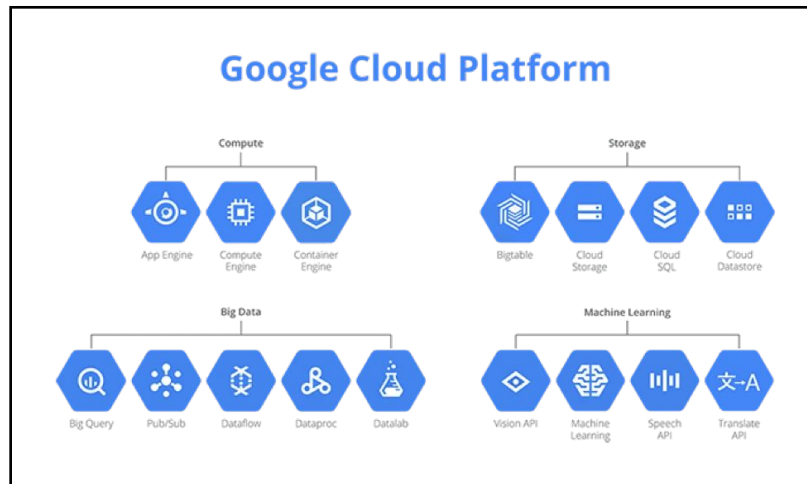 Google Cloud Platform
Compute
Storage
App Engine
Compute
Engine
Container
Engine
Bigtable
Cloud
Storage
Cloud
SQL
Cloud
Datastore
Big Data
Machine Learning
文→A
Big Query
Pub/Sub
Dataflow
Dataproc
Datalab
Vision API
Machine
Learning
Speech
API
Translate
API